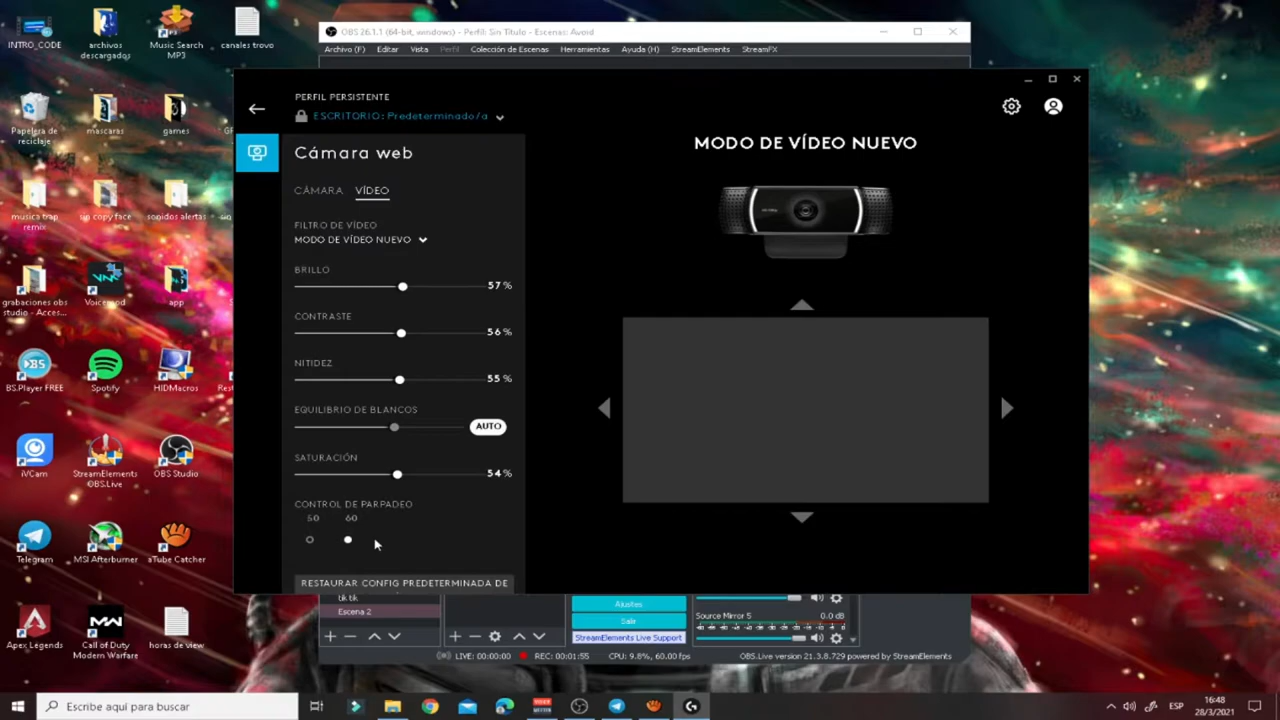 INTRO_CODE
archivos descargados
Music Search MP3
canales trovo
Papelera de reciclaje
mascaras
games
musica trap remix
sin copy face
sonidos alertas
grabaciones obs studio - Acces...
Voicemod
app
BS.Player FREE
Spotify
HIDMacros
iVCam
StreamElements OBS.Live
OBS Studio
Telegram
MSI Afterburner
aTube Catcher
Apex Legends
Call of Duty Modern Warfare
horas de view
OBS 26.1.1 (64-bit, windows) - Perfil: Sin Título - Escenas: Avoid
Archivo (F) Editar Vista Perfil Colección de Escenas Herramientas Ayuda (H) StreamElements StreamFX
PERFIL PERSISTENTE
ESCRITORIO: Predeterminado/a
Cámara web
CÁMARA VÍDEO
FILTRO DE VÍDEO
MODO DE VÍDEO NUEVO
BRILLO
57 %
CONTRASTE
56 %
NITIDEZ
55 %
EQUILIBRIO DE BLANCOS
AUTO
SATURACIÓN
54 %
CONTROL DE PARPADEO
50 60
RESTAURAR CONFIG PREDETERMINADA DE
MODO DE VÍDEO NUEVO
tik tik
Escena 2
Ajustes
Salir
StreamElements Live Support
Source Mirror 5 0.0 dB
LIVE: 00:00:00 REC: 00:01:55 CPU: 9.8%, 60.00 fps OBS.Live version 21.3.8.729 powered by StreamElements
Escribe aquí para buscar
ESP
16:48
28/3/2021